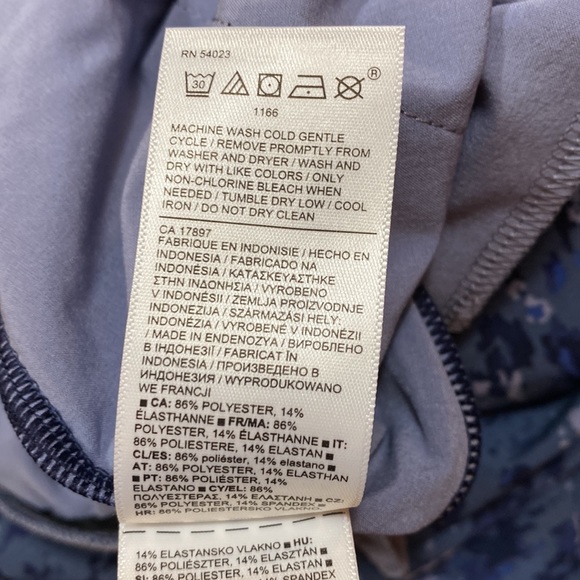 RN 54023
30
®
1166
MACHINE WASH COLD GENTLE
CYCLE / REMOVE PROMPTLY FROM
WASHER AND DRYER / WASH AND
DRY WITH LIKE COLORS / ONLY
NON-CHLORINE BLEACH WHEN
NEEDED / TUMBLE DRY LOW / COOL
IRON / DO NOT DRY CLEAN
CA 17897
FABRIQUE EN INDONISIE / HECHO EN
INDONESIA / FABRICADO NA
INDONÉSIA / ΚΑΤΑΣΚΕΥΑΣΤΗΚΕ
ΣΤΗΝ ΙΝΔΟΝΗΣΙΑ / VYROBENO
V INDONÉSII / ZEMLJA PROIZVODNJE
INDONEZIJA / SZÁRMAZÁSI HELY:
INDONÉZIA / VYROBENÉ V INDONÉZII
/ MADE IN INDONEZYA / ВИРОБЛЕНО
В ІНДОНЕЗІЇ / FABRICAT ÎN
INDONESIA / ПРОИЗВЕДЕНО В
ИНДОНЕЗИЯ / WYPRODUKOWANO
WE FRANCJI
■ CA: 86% POLYESTER, 14%
ÉLASTHANNE ■ FR/MA: 86%
POLYESTER, 14% ÉLASTHANNE ■ IT:
86% POLIESTERE, 14% ELASTAN ■
CL/ES: 86% poliéster, 14% elastano ■
AT: 86% POLYESTER, 14% ELASTHAN
■ PT: 86% POLIÉSTER, 14%
ELASTANO ■ CY/EL: 86%
ΠΟΛΥΕΣΤΕΡΑΣ, 14% ΕΛΑΣΤΑΝΗ ■ CZ:
86% POLYESTER, 14% SPANDEX ■
HR: 86% POLIESTERSKO VLAKNO,
14% ELASTANSKO VLAKNO ■ HU:
86% POLIÉSZTER, 14% ELASZTÁN ■